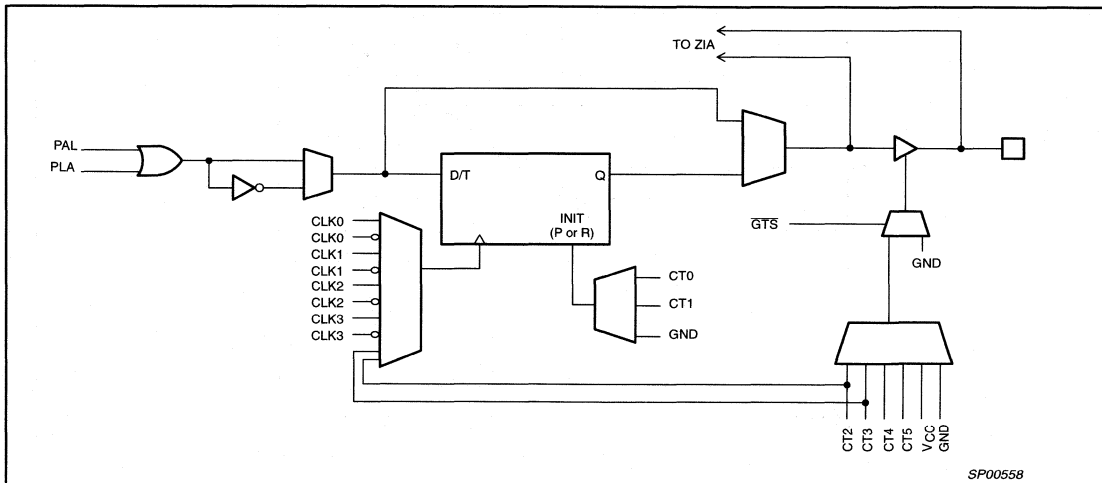 TO ZIA
PAL
PLA
D/T
Q
INIT
(P or R)
CLK0
CLK0
CLK1
CLK1
CLK2
CLK2
CLK3
CLK3
CT0
CT1
GND
G̅T̅S̅
GND
CT2
CT3
CT4
CT5
VCC
GND
SP00558